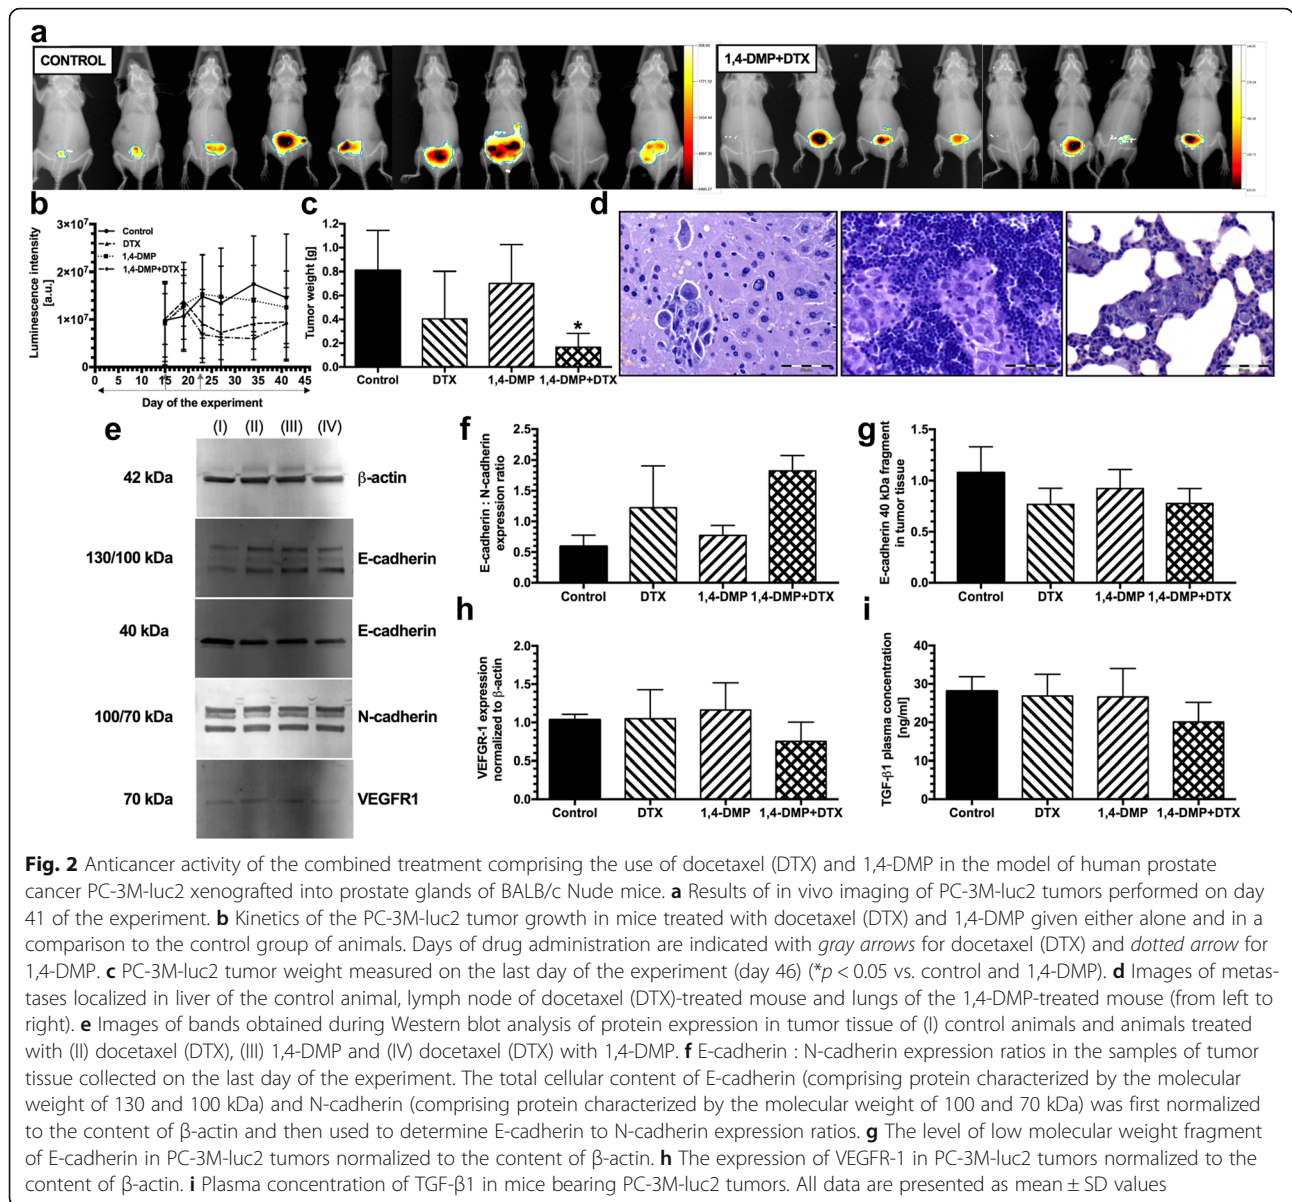 a
CONTROL
1,4-DMP+DTX
b
Luminescence intensity
[a.u.]
3×10⁷
2×10⁷
1×10⁷
0
Control
DTX
1,4-DMP
1,4-DMP+DTX
0 5 10 15 20 25 30 35 40 45
Day of the experiment
c
Tumor weight [g]
1.2
1.0
0.8
0.6
0.4
0.2
0.0
*
Control DTX 1,4-DMP 1,4-DMP+DTX
d
e
(I) (II) (III) (IV)
42 kDa β-actin
130/100 kDa E-cadherin
40 kDa E-cadherin
100/70 kDa N-cadherin
70 kDa VEGFR1
f
E-cadherin : N-cadherin
expression ratio
2.5
2.0
1.5
1.0
0.5
0.0
Control DTX 1,4-DMP 1,4-DMP+DTX
g
E-cadherin 40 kDa fragment
in tumor tissue
1.5
1.0
0.5
0.0
Control DTX 1,4-DMP 1,4-DMP+DTX
h
VEFGR-1 expression
normalized to β-actin
2.0
1.5
1.0
0.5
0.0
Control DTX 1,4-DMP 1,4-DMP+DTX
i
TGF-β1 plasma concentration
[ng/ml]
40
30
20
10
0
Control DTX 1,4-DMP 1,4-DMP+DTX
Fig. 2 Anticancer activity of the combined treatment comprising the use of docetaxel (DTX) and 1,4-DMP in the model of human prostate
cancer PC-3M-luc2 xenografted into prostate glands of BALB/c Nude mice. a Results of in vivo imaging of PC-3M-luc2 tumors performed on day
41 of the experiment. b Kinetics of the PC-3M-luc2 tumor growth in mice treated with docetaxel (DTX) and 1,4-DMP given either alone and in a
comparison to the control group of animals. Days of drug administration are indicated with gray arrows for docetaxel (DTX) and dotted arrow for
1,4-DMP. c PC-3M-luc2 tumor weight measured on the last day of the experiment (day 46) (*p < 0.05 vs. control and 1,4-DMP). d Images of metas-
tases localized in liver of the control animal, lymph node of docetaxel (DTX)-treated mouse and lungs of the 1,4-DMP-treated mouse (from left to
right). e Images of bands obtained during Western blot analysis of protein expression in tumor tissue of (I) control animals and animals treated
with (II) docetaxel (DTX), (III) 1,4-DMP and (IV) docetaxel (DTX) with 1,4-DMP. f E-cadherin : N-cadherin expression ratios in the samples of tumor
tissue collected on the last day of the experiment. The total cellular content of E-cadherin (comprising protein characterized by the molecular
weight of 130 and 100 kDa) and N-cadherin (comprising protein characterized by the molecular weight of 100 and 70 kDa) was first normalized
to the content of β-actin and then used to determine E-cadherin to N-cadherin expression ratios. g The level of low molecular weight fragment
of E-cadherin in PC-3M-luc2 tumors normalized to the content of β-actin. h The expression of VEGFR-1 in PC-3M-luc2 tumors normalized to the
content of β-actin. i Plasma concentration of TGF-β1 in mice bearing PC-3M-luc2 tumors. All data are presented as mean ± SD values